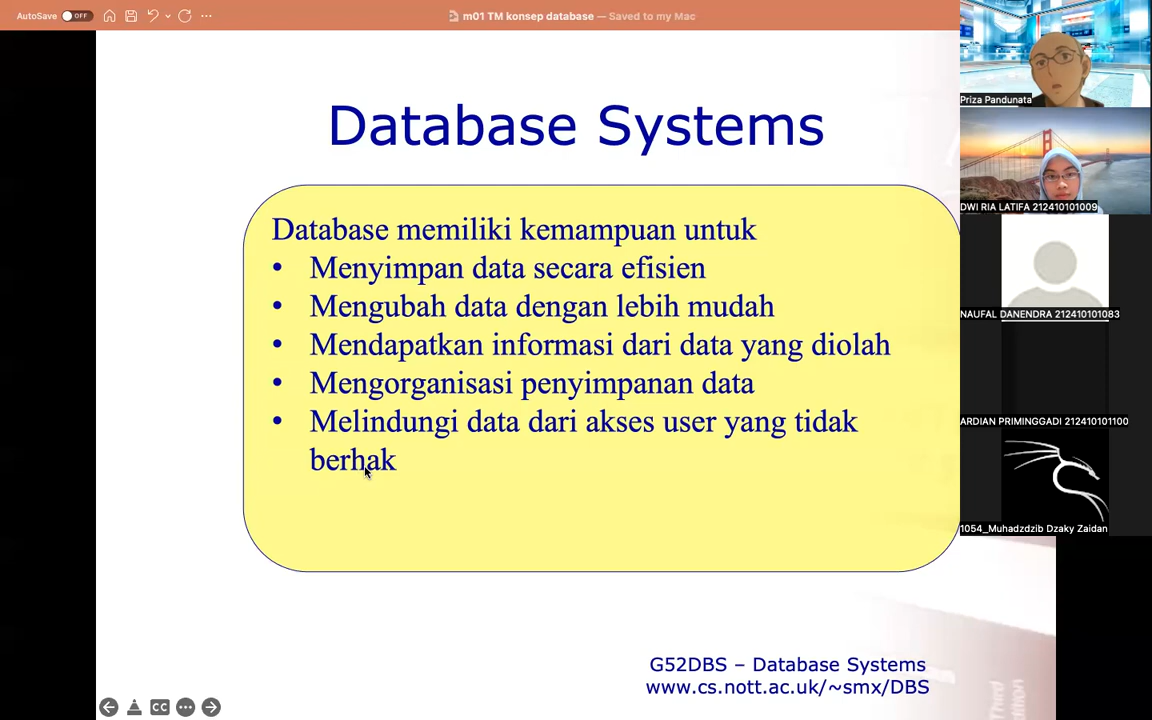 AutoSave OFF
m01 TM konsep database — Saved to my Mac
Database Systems
Database memiliki kemampuan untuk
• Menyimpan data secara efisien
• Mengubah data dengan lebih mudah
• Mendapatkan informasi dari data yang diolah
• Mengorganisasi penyimpanan data
• Melindungi data dari akses user yang tidak
berhak
G52DBS – Database Systems
www.cs.nott.ac.uk/~smx/DBS
CC
Third
Priza Pandunata
DWI RIA LATIFA 212410101009
NAUFAL DANENDRA 212410101083
ARDIAN PRIMINGGADI 212410101100
1054_Muhadzdzib Dzaky Zaidan